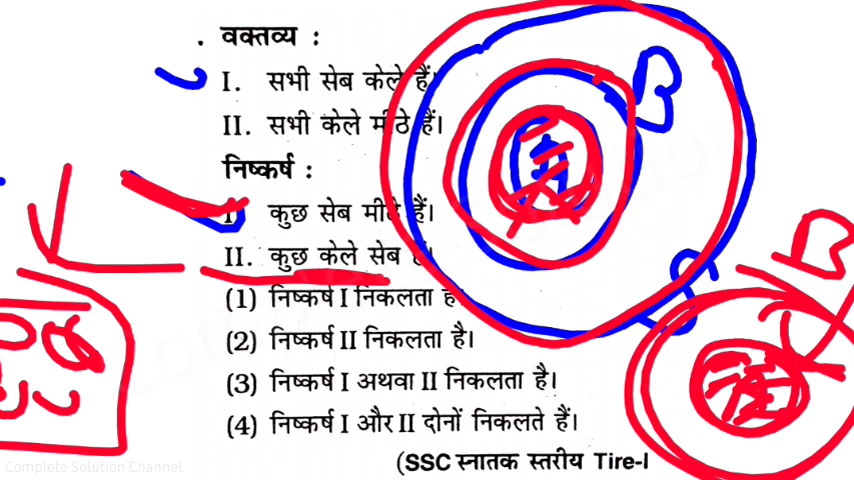 . वक्तव्य :
I. सभी सेब केले हैं।
II. सभी केले मीठे हैं।
निष्कर्ष :
I. कुछ सेब मीठे हैं।
II. कुछ केले सेब हैं।
(1) निष्कर्ष I निकलता है
(2) निष्कर्ष II निकलता है।
(3) निष्कर्ष I अथवा II निकलता है।
(4) निष्कर्ष I और II दोनों निकलते हैं।
(SSC स्नातक स्तरीय Tire-I
Complete Solution Channel